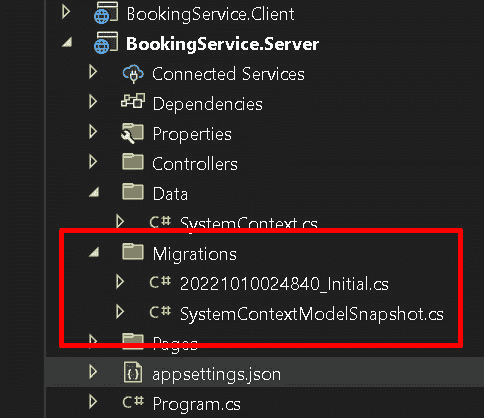 BookingService.Client
BookingService.Server
Connected Services
Dependencies
Properties
Controllers
Data
C# SystemContext.cs
Migrations
C# 20221010024840_Initial.cs
C# SystemContextModelSnapshot.cs
Pages
appsettings.json
C# Program.cs